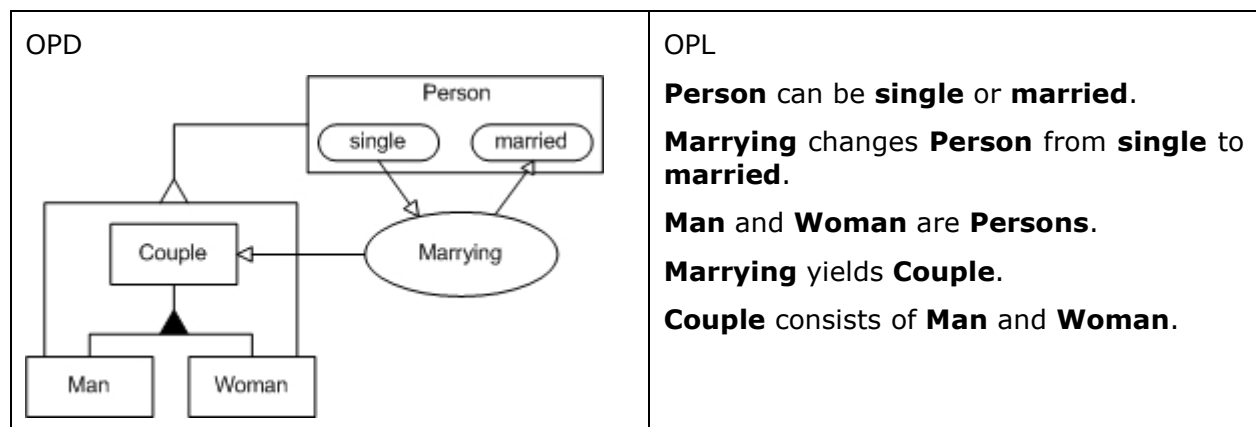 OPD
Person
single married
Couple
Marrying
Man Woman
OPL
Person can be single or married.
Marrying changes Person from single to
married.
Man and Woman are Persons.
Marrying yields Couple.
Couple consists of Man and Woman.